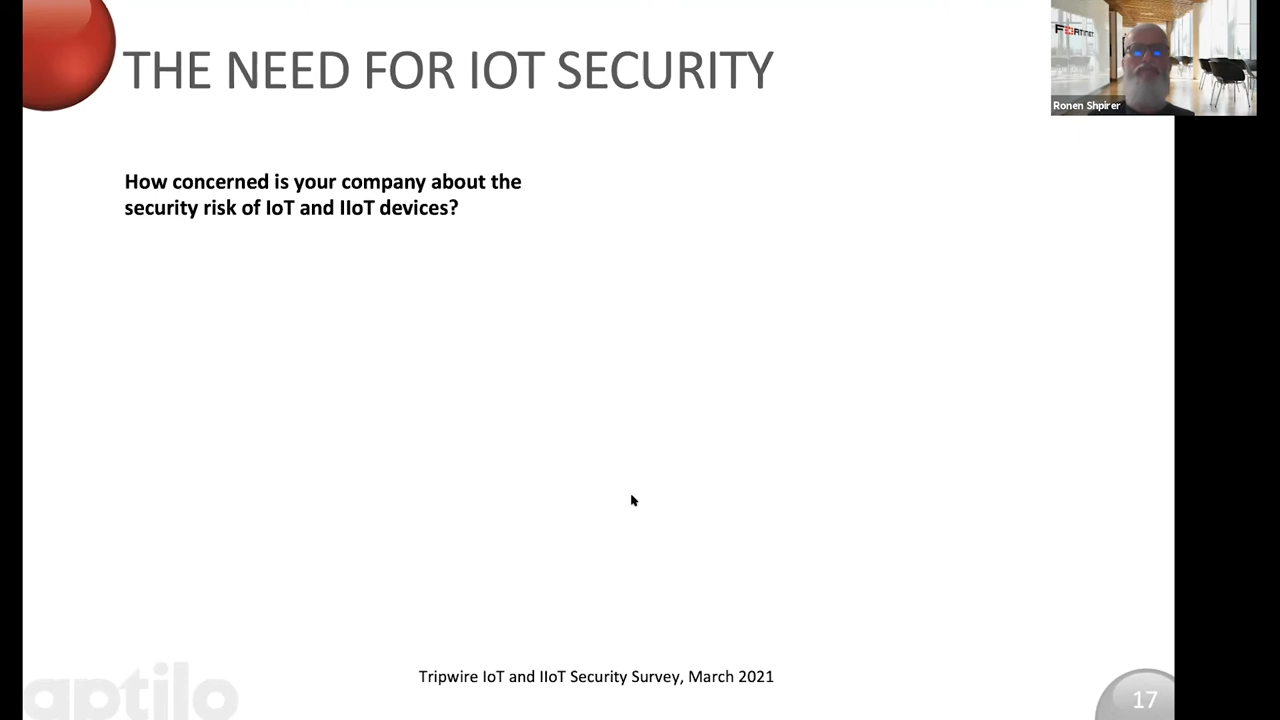 THE NEED FOR IOT SECURITY
FORTINET
Ronen Shpirer
How concerned is your company about the
security risk of IoT and IIoT devices?
Tripwire IoT and IIoT Security Survey, March 2021
aptilo
17